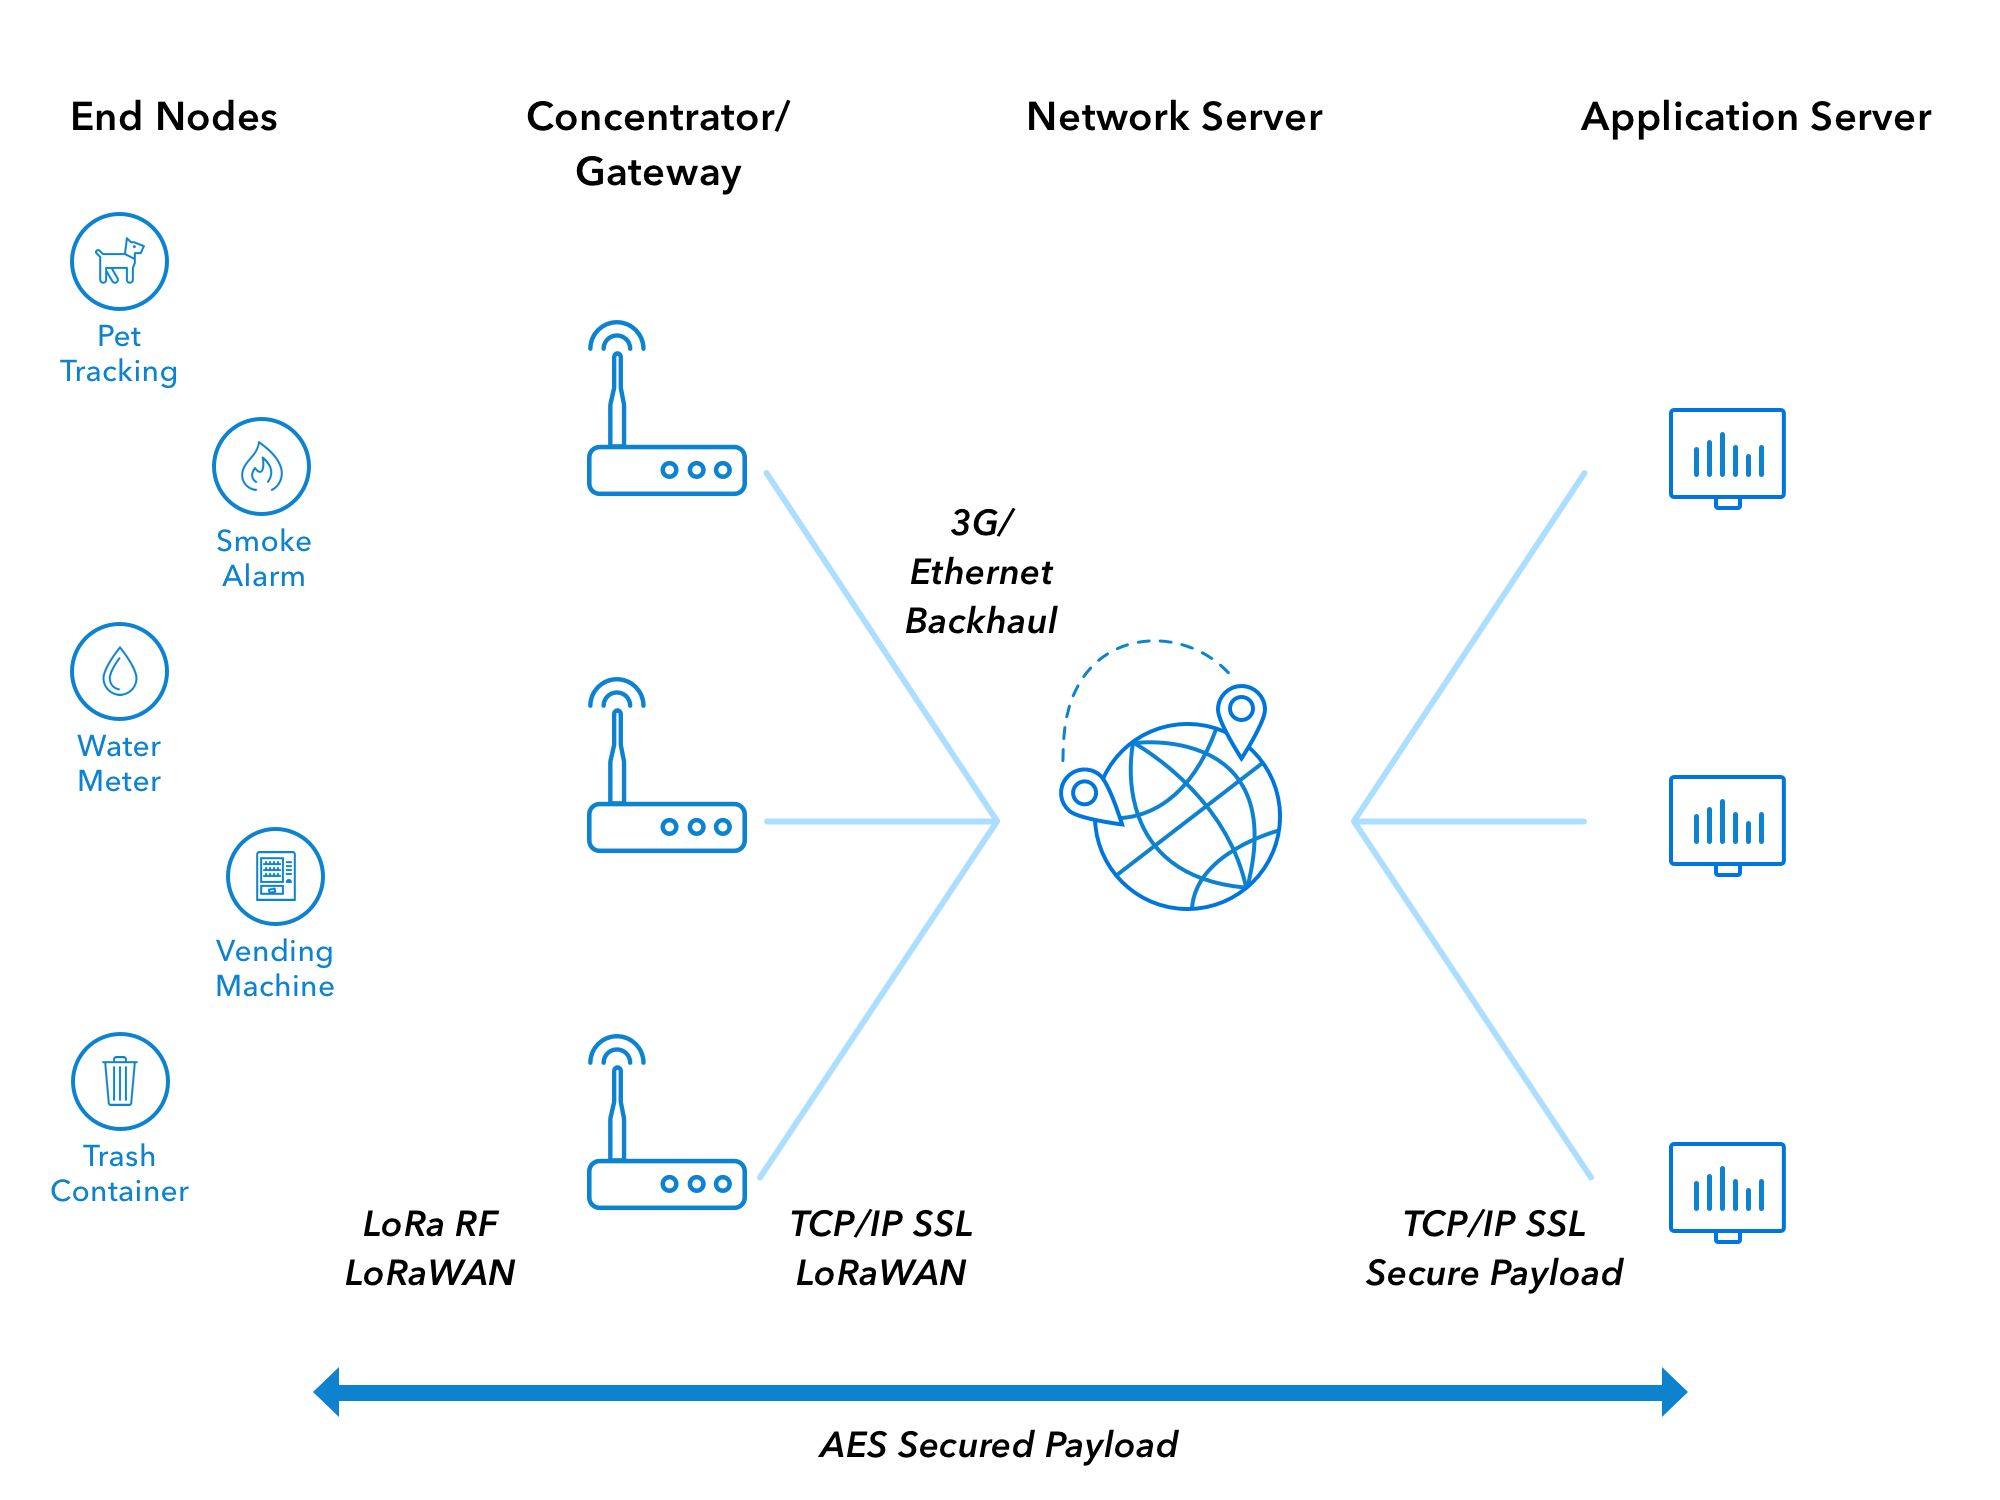 End Nodes
Concentrator/
Gateway
Network Server
Application Server
Pet
Tracking
Smoke
Alarm
Water
Meter
Vending
Machine
Trash
Container
3G/
Ethernet
Backhaul
LoRa RF
LoRaWAN
TCP/IP SSL
LoRaWAN
TCP/IP SSL
Secure Payload
AES Secured Payload